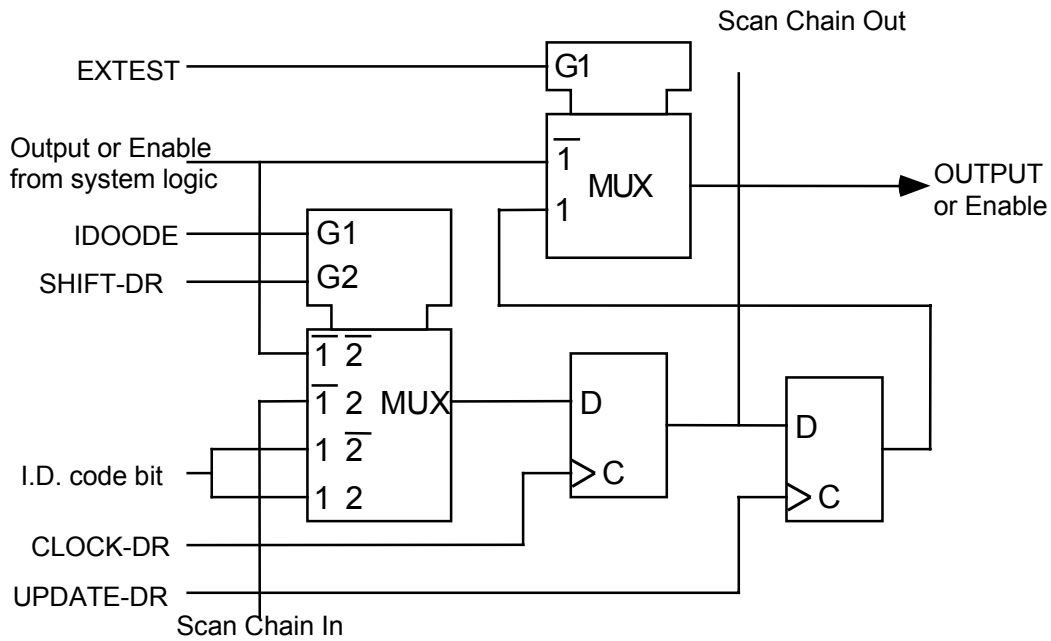 Scan Chain Out
EXTEST
G1
Output or Enable
from system logic
1
MUX
1
OUTPUT
or Enable
IDOODE
G1
SHIFT-DR
G2
1 2
1 2 MUX
1 2
1 2
I.D. code bit
D
C
D
C
CLOCK-DR
UPDATE-DR
Scan Chain In